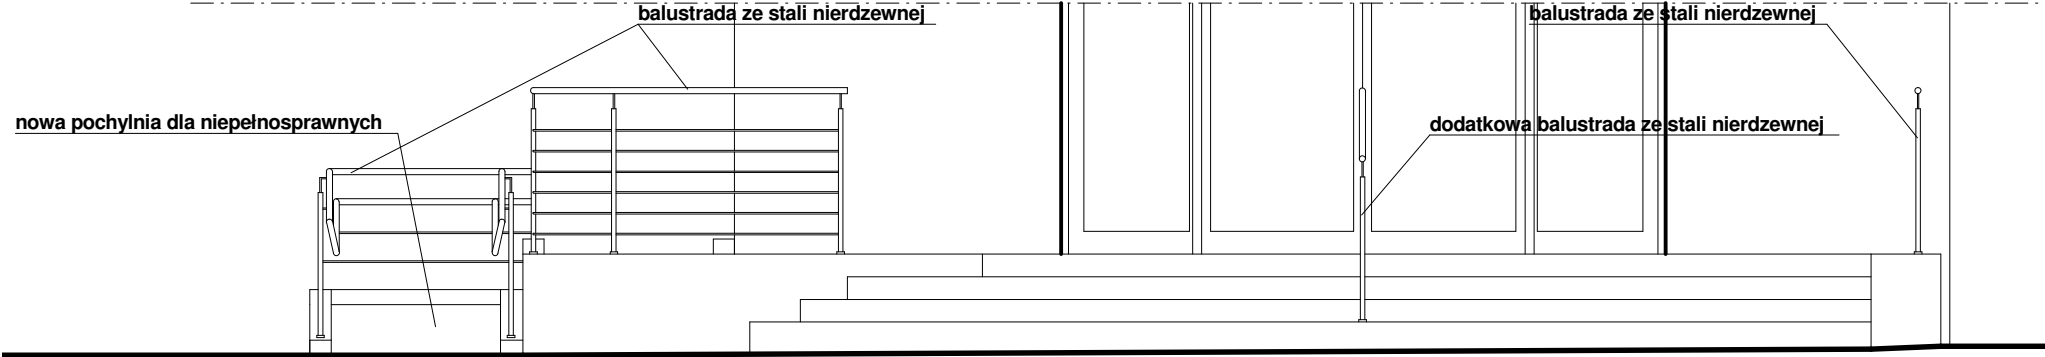 balustrada ze stali nierdzewnej
balustrada ze stali nierdzewnej
nowa pochylnia dla niepełnosprawnych
dodatkowa balustrada ze stali nierdzewnej